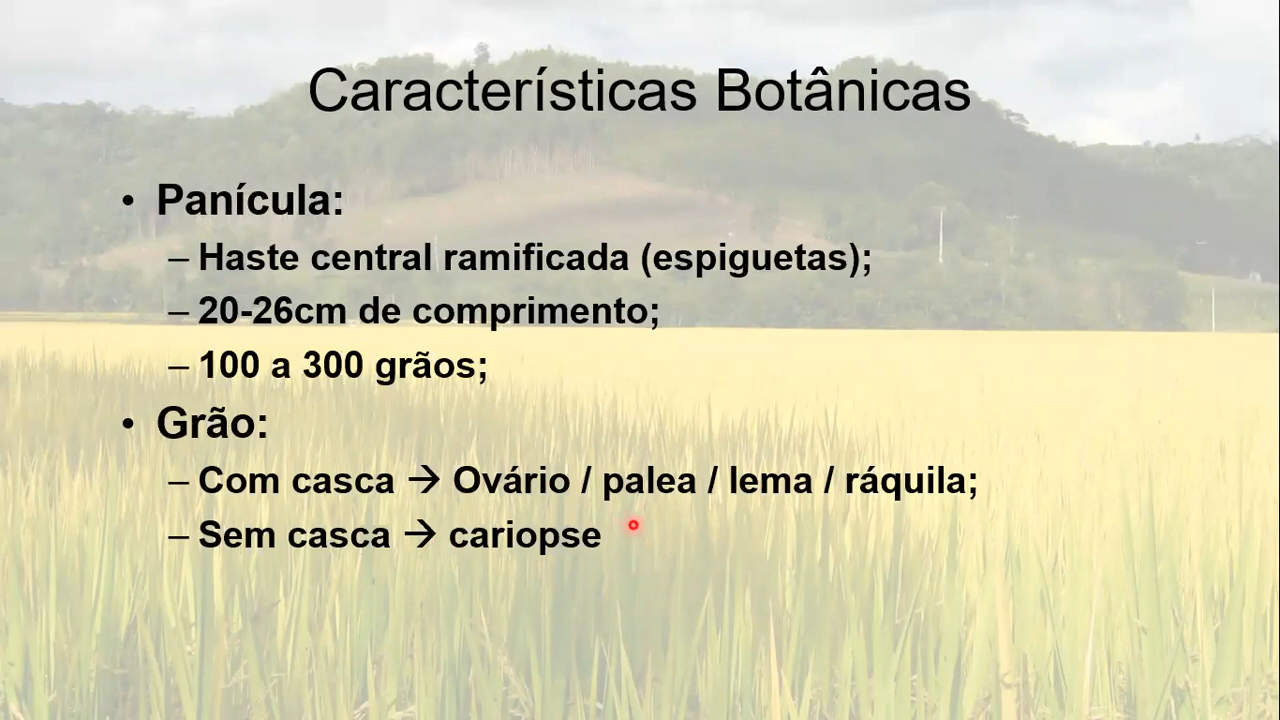 Características Botânicas
• Panícula:
– Haste central ramificada (espiguetas);
– 20-26cm de comprimento;
– 100 a 300 grãos;
• Grão:
– Com casca → Ovário / palea / lema / ráquila;
– Sem casca → cariopse